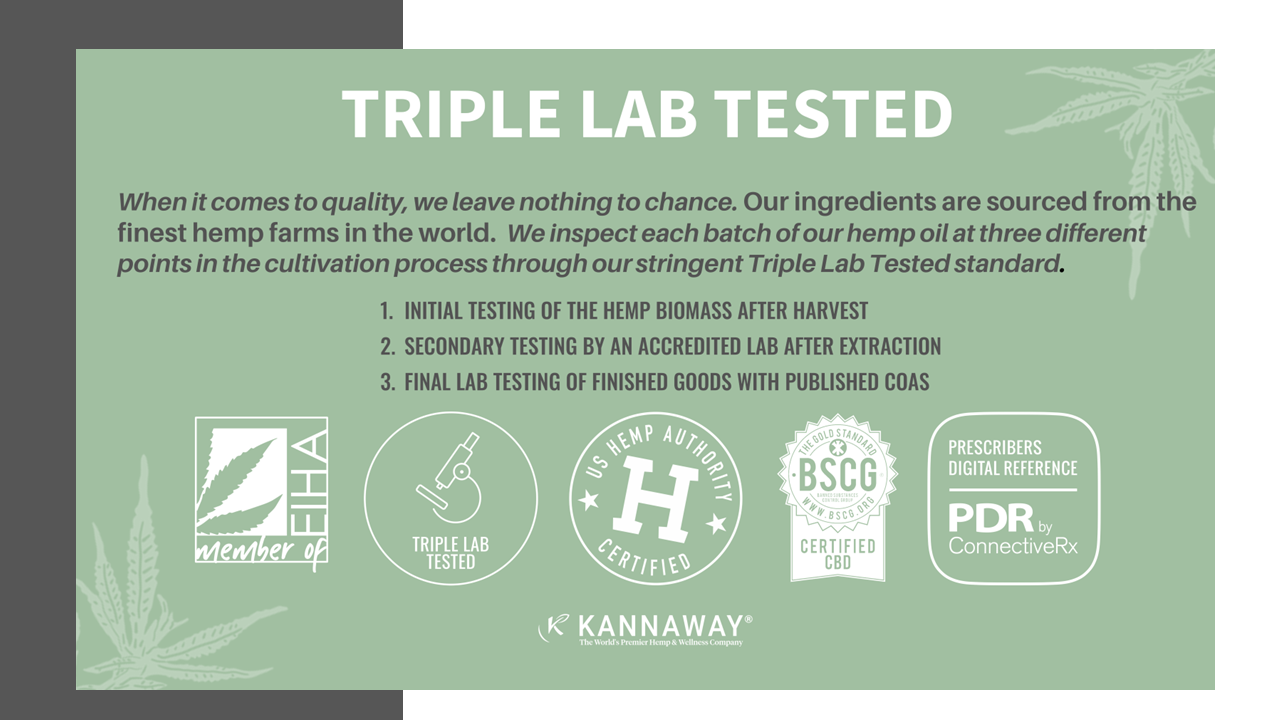 TRIPLE LAB TESTED
When it comes to quality, we leave nothing to chance. Our ingredients are sourced from the
finest hemp farms in the world. We inspect each batch of our hemp oil at three different
points in the cultivation process through our stringent Triple Lab Tested standard.
1. INITIAL TESTING OF THE HEMP BIOMASS AFTER HARVEST
2. SECONDARY TESTING BY AN ACCREDITED LAB AFTER EXTRACTION
3. FINAL LAB TESTING OF FINISHED GOODS WITH PUBLISHED COAS
EIHA
member of
TRIPLE LAB
TESTED
US HEMP AUTHORITY
H
CERTIFIED
THE GOLD STANDARD
BSCG
BANNED SUBSTANCES
CONTROL GROUP
WWW.BSCG.ORG
CERTIFIED
CBD
PRESCRIBERS
DIGITAL REFERENCE
PDR by
ConnectiveRx
KANNAWAY®
The World's Premier Hemp & Wellness Company